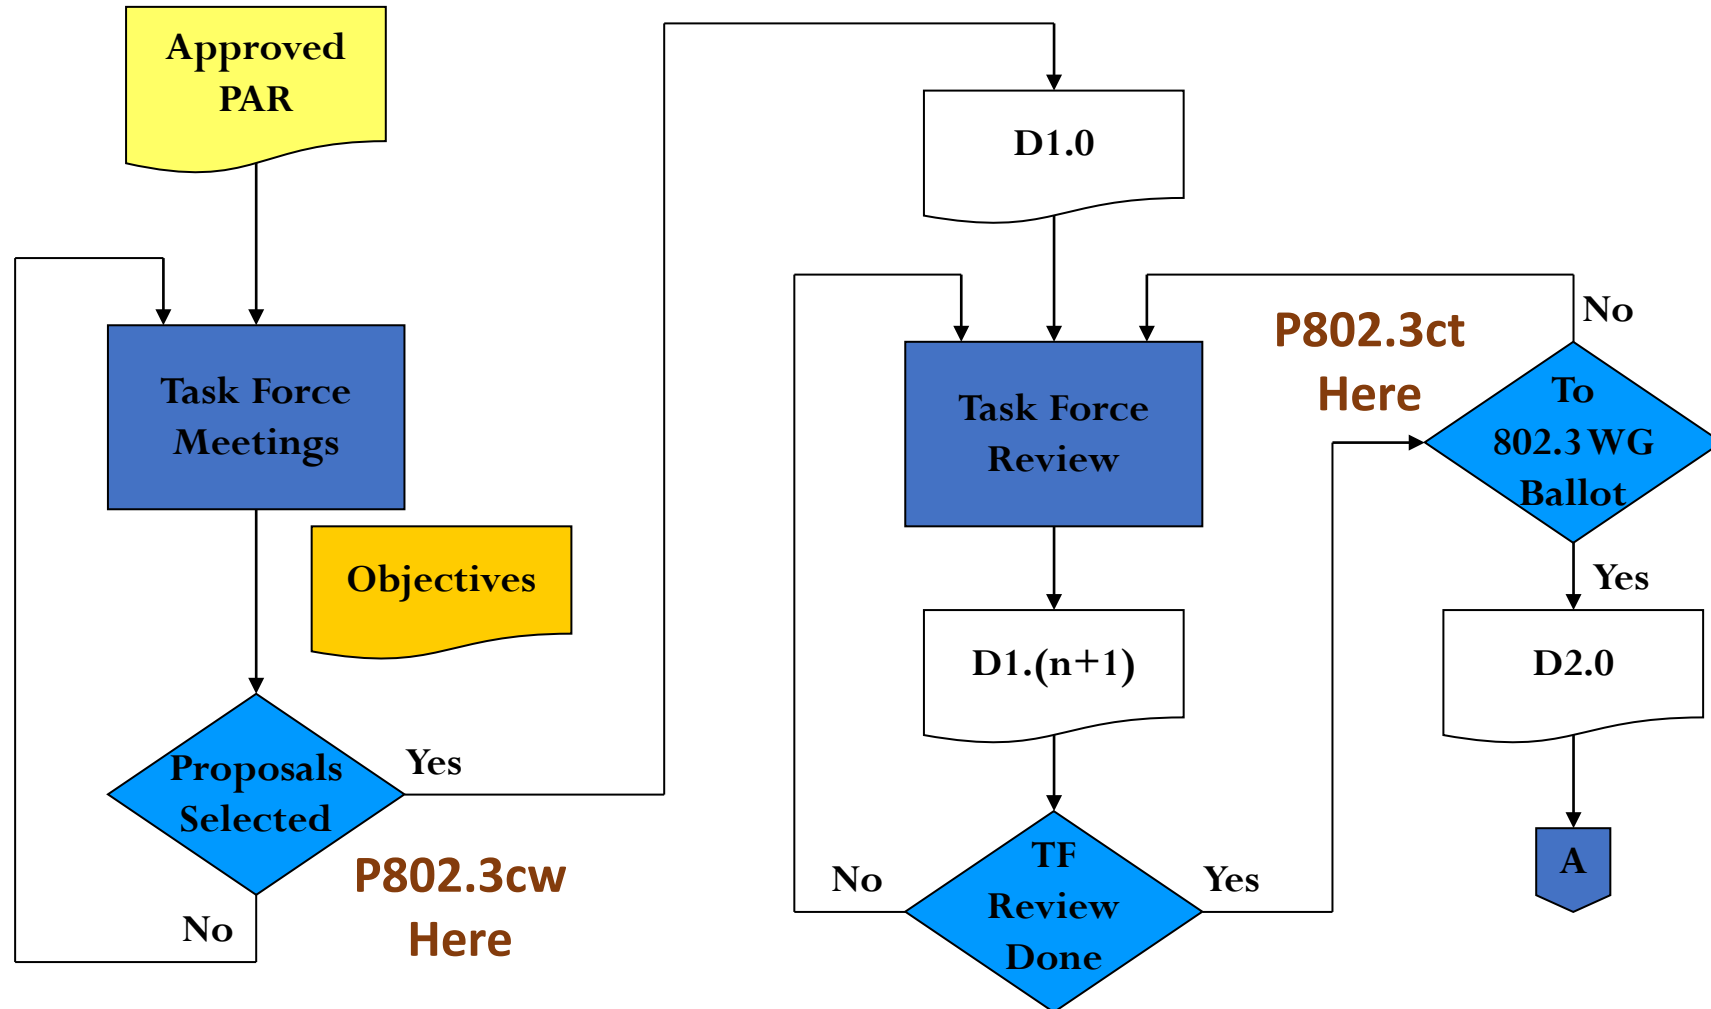 Approved
PAR
Task Force
Meetings
Objectives
Proposals
Selected
Yes
No
P802.3cw
Here
D1.0
Task Force
Review
D1.(n+1)
TF
Review
Done
No
Yes
P802.3ct
Here
To
802.3 WG
Ballot
No
Yes
D2.0
A